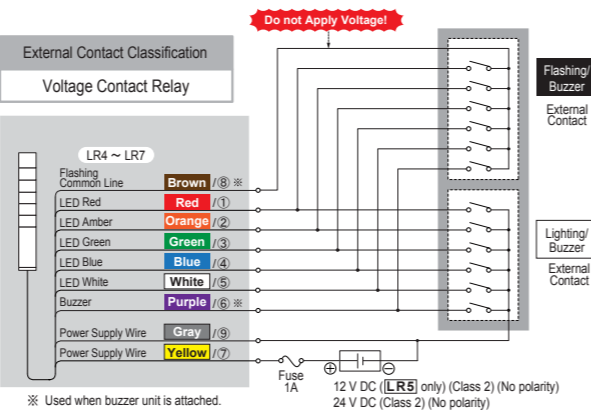 Do not Apply Voltage!
External Contact Classification
Voltage Contact Relay
Flashing/
Buzzer
External
Contact
LR4 ~ LR7
Flashing
Common Line
Brown /⑧ ※
LED Red
Red /①
LED Amber
Orange /②
LED Green
Green /③
LED Blue
Blue /④
LED White
White /⑤
Buzzer
Purple /⑥ ※
Lighting/
Buzzer
External
Contact
Power Supply Wire
Gray /⑨
Power Supply Wire
Yellow /⑦
Fuse
1A
⊕ ⊖
12 V DC (LR5 only) (Class 2) (No polarity)
24 V DC (Class 2) (No polarity)
※ Used when buzzer unit is attached.